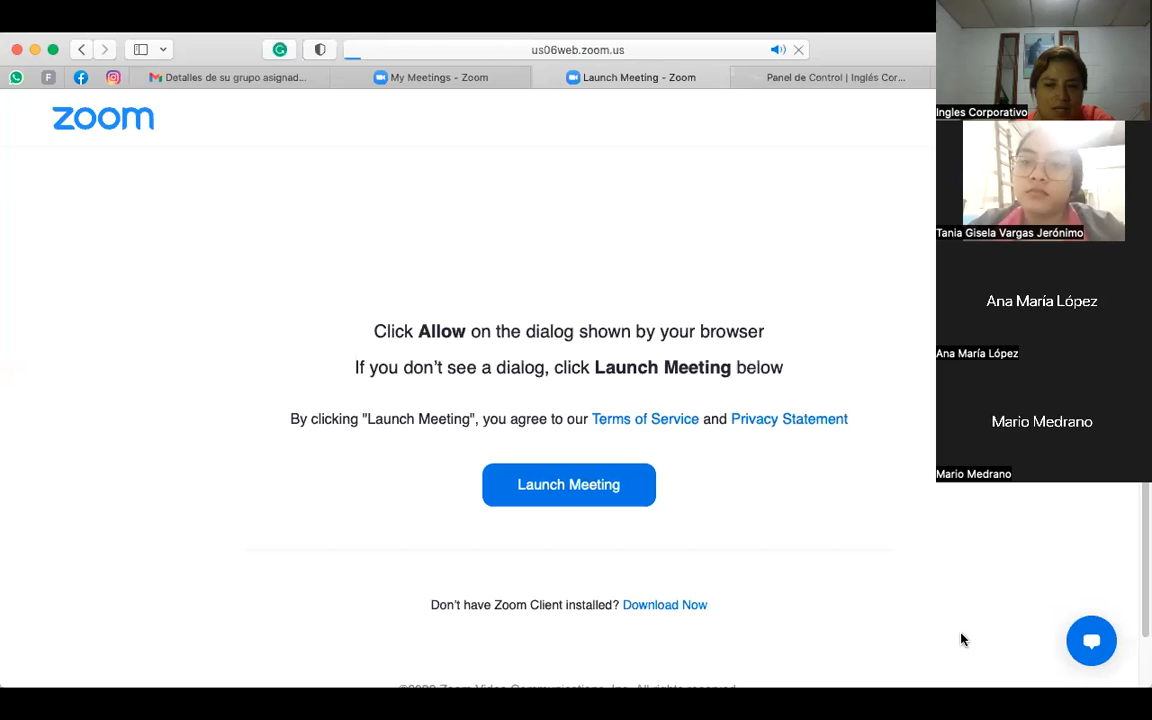 us06web.zoom.us
F
Detalles de su grupo asignad...
My Meetings - Zoom
Launch Meeting - Zoom
Panel de Control | Inglés Cor...
zoom
Click Allow on the dialog shown by your browser
If you don't see a dialog, click Launch Meeting below
By clicking "Launch Meeting", you agree to our Terms of Service and Privacy Statement
Launch Meeting
Don't have Zoom Client installed? Download Now
Ingles Corporativo
Tania Gisela Vargas Jerónimo
Ana María López
Ana María López
Mario Medrano
Mario Medrano